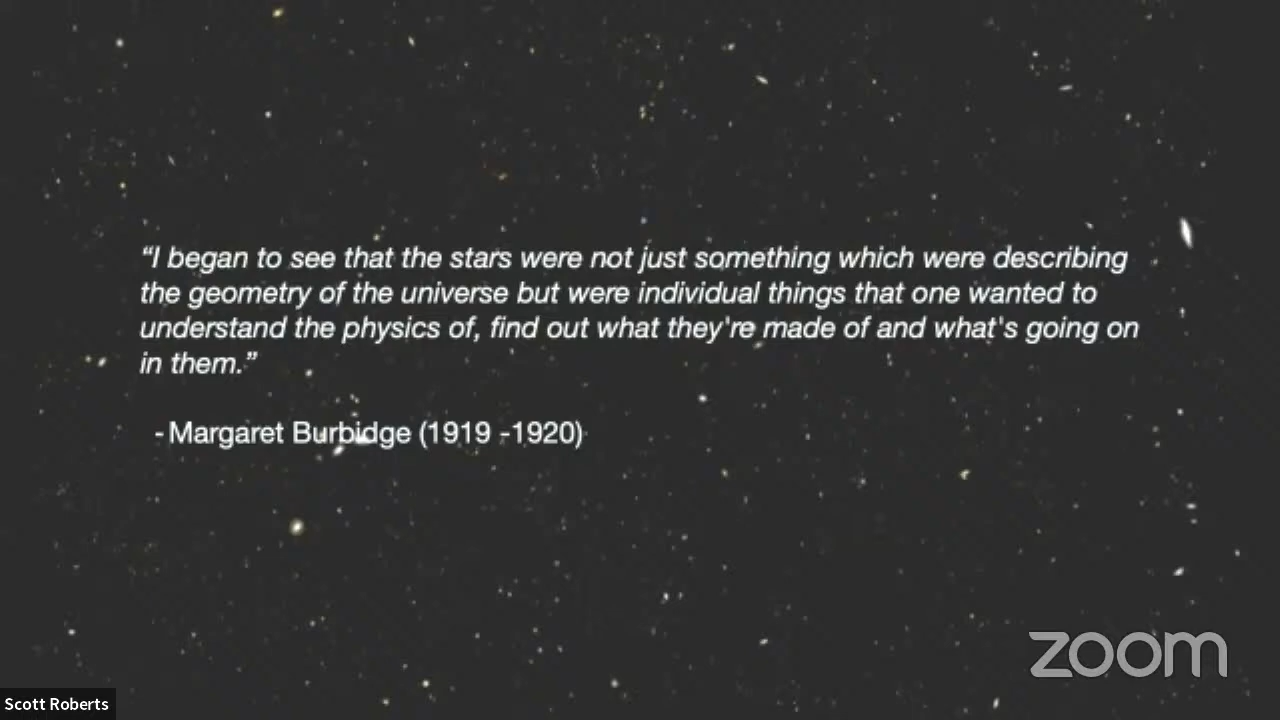 “I began to see that the stars were not just something which were describing
the geometry of the universe but were individual things that one wanted to
understand the physics of, find out what they're made of and what's going on
in them.”
- Margaret Burbidge (1919 -1920)
zoom
Scott Roberts